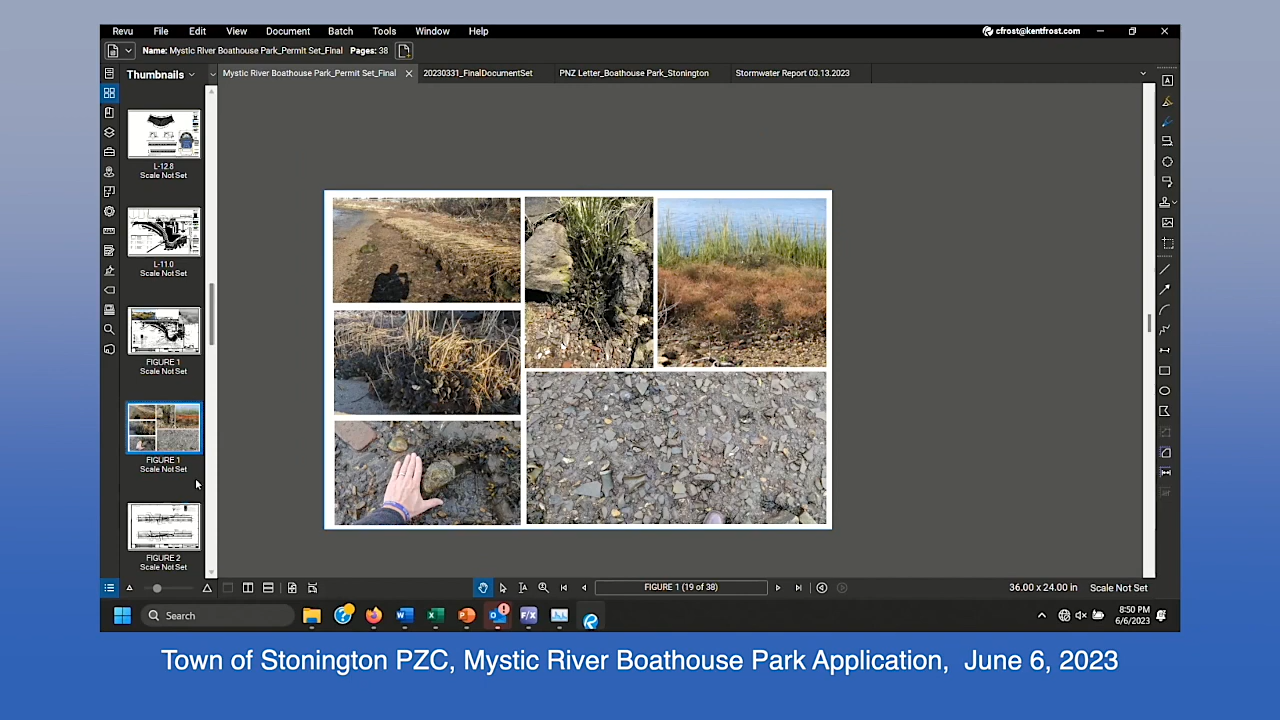 Revu File Edit View Document Batch Tools Window Help cfrost@kentfrost.com
Name: Mystic River Boathouse Park_Permit Set_Final Pages: 38
Thumbnails Mystic River Boathouse Park_Permit Set_Final 20230331_FinalDocumentSet PNZ Letter_Boathouse Park_Stonington Stormwater Report 03.13.2023
L-12.8
Scale Not Set
L-11.0
Scale Not Set
FIGURE 1
Scale Not Set
FIGURE 1
Scale Not Set
FIGURE 2
Scale Not Set
FIGURE 1 (19 of 38) 36.00 x 24.00 in Scale Not Set
Search 8:50 PM
6/6/2023
Town of Stonington PZC, Mystic River Boathouse Park Application, June 6, 2023